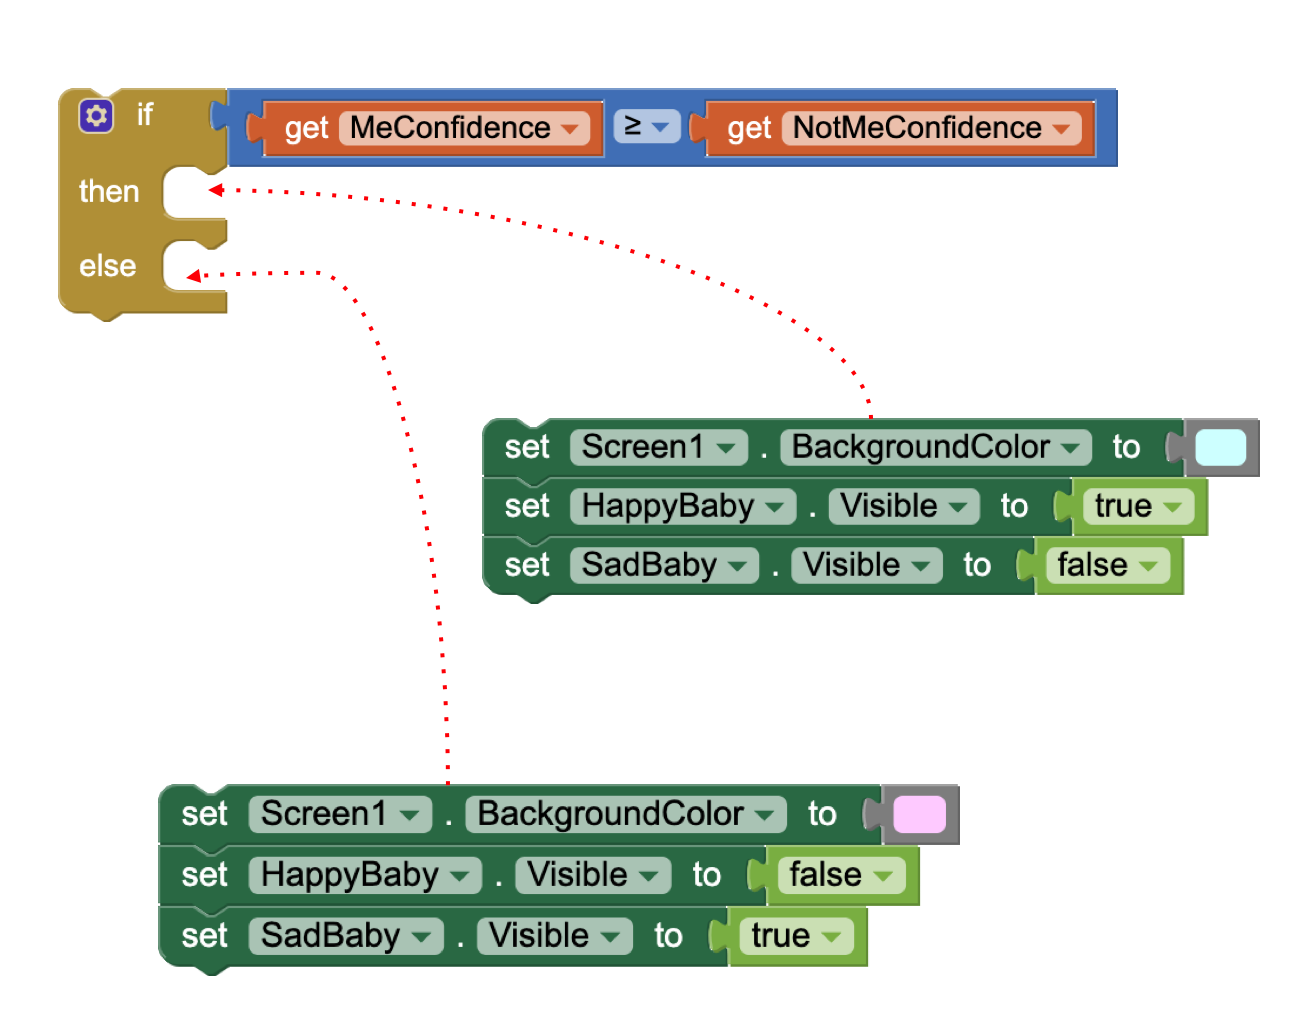 if get MeConfidence ≥ get NotMeConfidence
then
else
set Screen1 . BackgroundColor to
set HappyBaby . Visible to true
set SadBaby . Visible to false
set Screen1 . BackgroundColor to
set HappyBaby . Visible to false
set SadBaby . Visible to true